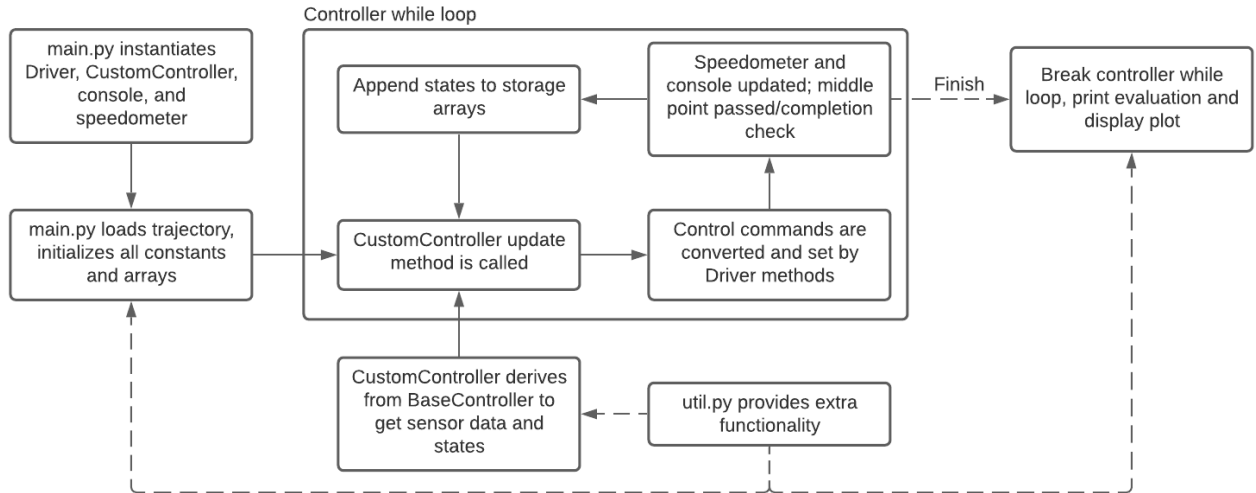 Controller while loop
main.py instantiates
Driver, CustomController,
console, and
speedometer
main.py loads trajectory,
initializes all constants
and arrays
Append states to storage
arrays
CustomController update
method is called
Speedometer and
console updated; middle
point passed/completion
check
Control commands are
converted and set by
Driver methods
Finish
Break controller while
loop, print evaluation and
display plot
CustomController derives
from BaseController to
get sensor data and
states
util.py provides extra
functionality